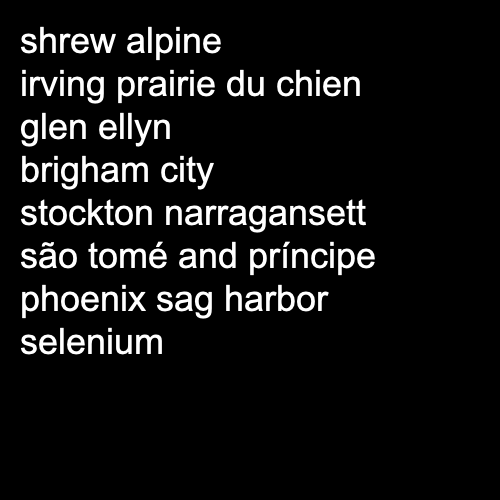 shrew alpine
irving prairie du chien
glen ellyn
brigham city
stockton narragansett
são tomé and príncipe
phoenix sag harbor
selenium